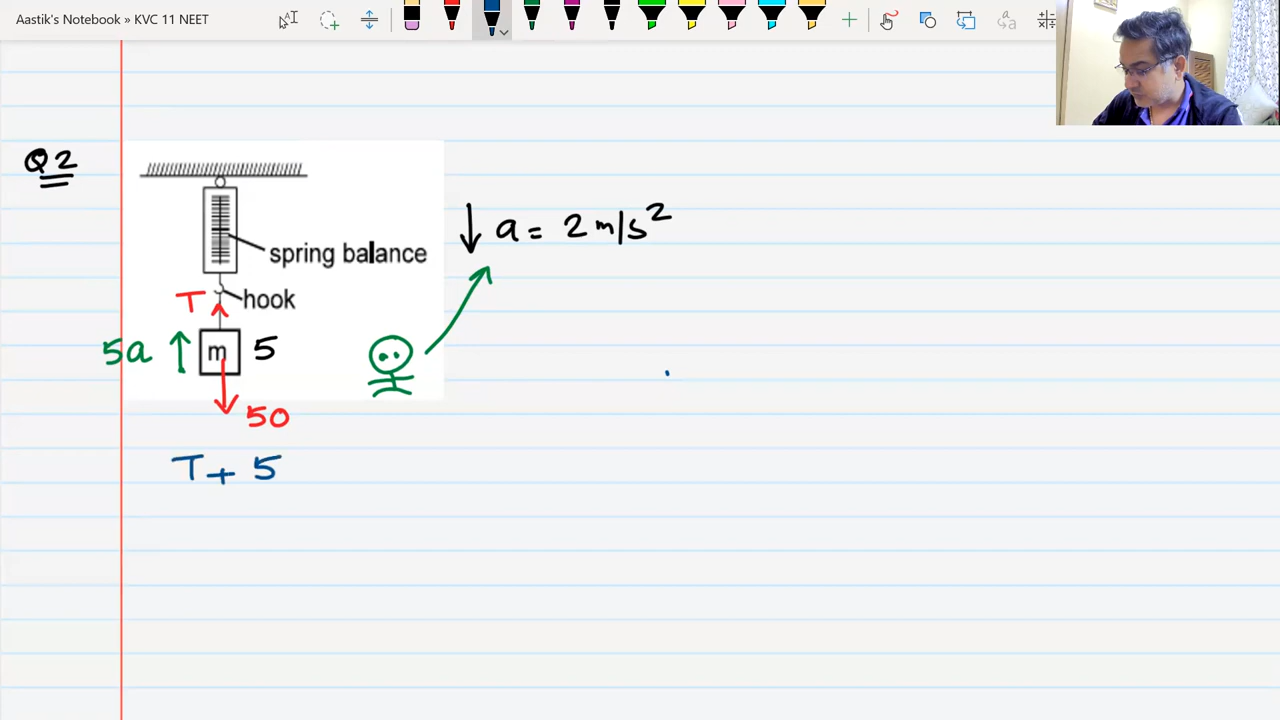 Aastik's Notebook » KVC 11 NEET
Q2
↓ a = 2 m/s²
spring balance
T
hook
5a ↑ m 5
50
T + 5